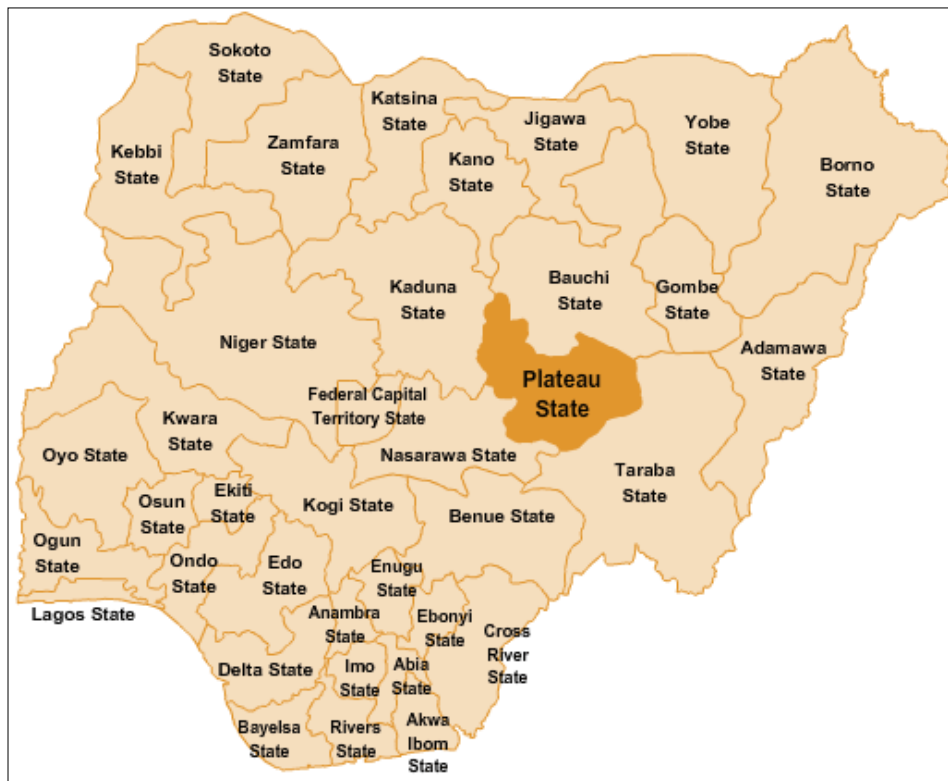 Sokoto
State
Katsina
State
Jigawa
State
Yobe
State
Kebbi
State
Zamfara
State
Kano
State
Borno
State
Kaduna
State
Bauchi
State
Gombe
State
Niger State
Adamawa
State
Plateau
State
Federal Capital
Territory State
Kwara
State
Oyo State
Nasarawa State
Taraba
State
Osun
State
Ekiti
State
Kogi State
Benue State
Ogun
State
Ondo
State
Edo
State
Enugu
State
Lagos State
Anambra
State
Ebonyi
State
Cross
River
State
Delta State
Imo
State
Abia
State
Bayelsa
State
Rivers
State
Akwa
Ibom
State